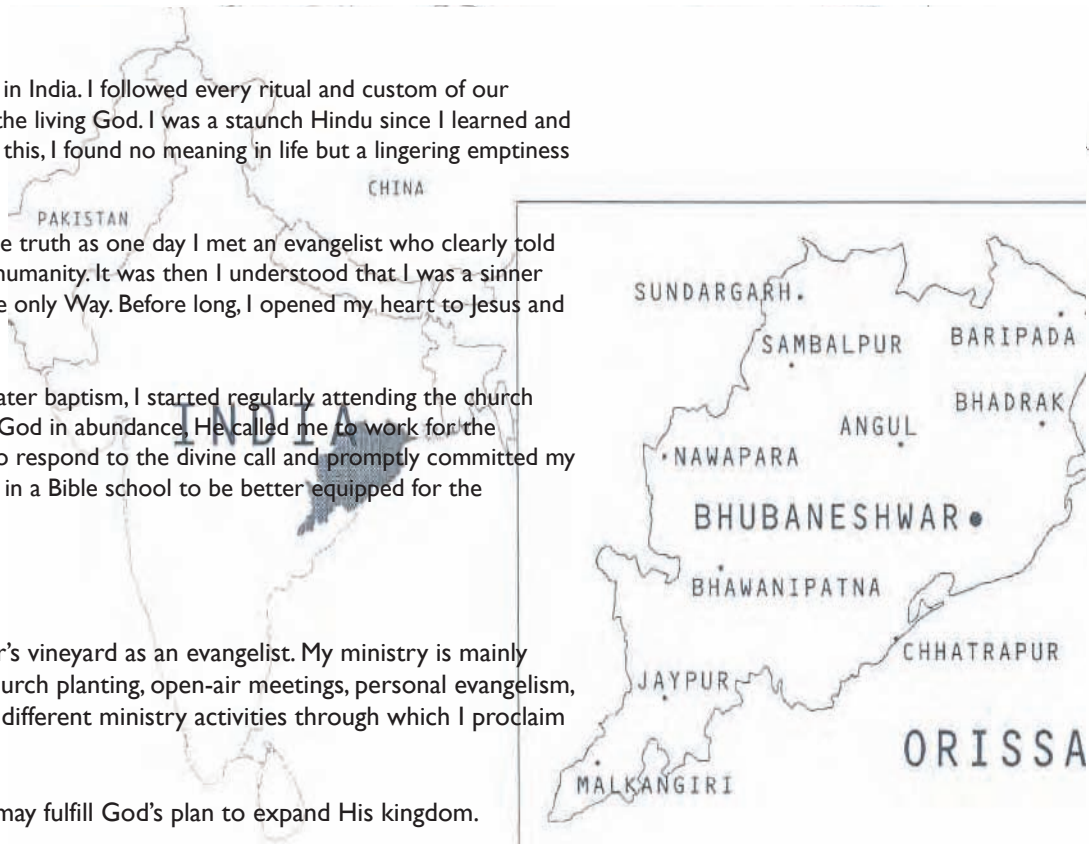 in India. I followed every ritual and custom of our
the living God. I was a staunch Hindu since I learned and
this, I found no meaning in life but a lingering emptiness
e truth as one day I met an evangelist who clearly told
humanity. It was then I understood that I was a sinner
e only Way. Before long, I opened my heart to Jesus and
ater baptism, I started regularly attending the church
God in abundance, He called me to work for the
o respond to the divine call and promptly committed my
in a Bible school to be better equipped for the
r's vineyard as an evangelist. My ministry is mainly
urch planting, open-air meetings, personal evangelism,
different ministry activities through which I proclaim
may fulfill God's plan to expand His kingdom.
CHINA
PAKISTAN
INDIA
SUNDARGARH
SAMBALPUR
BARIPADA
BHADRAK
ANGUL
NAWAPARA
BHUBANESHWAR
BHAWANIPATNA
CHHATRAPUR
JAYPUR
ORISSA
MALKANGIRI